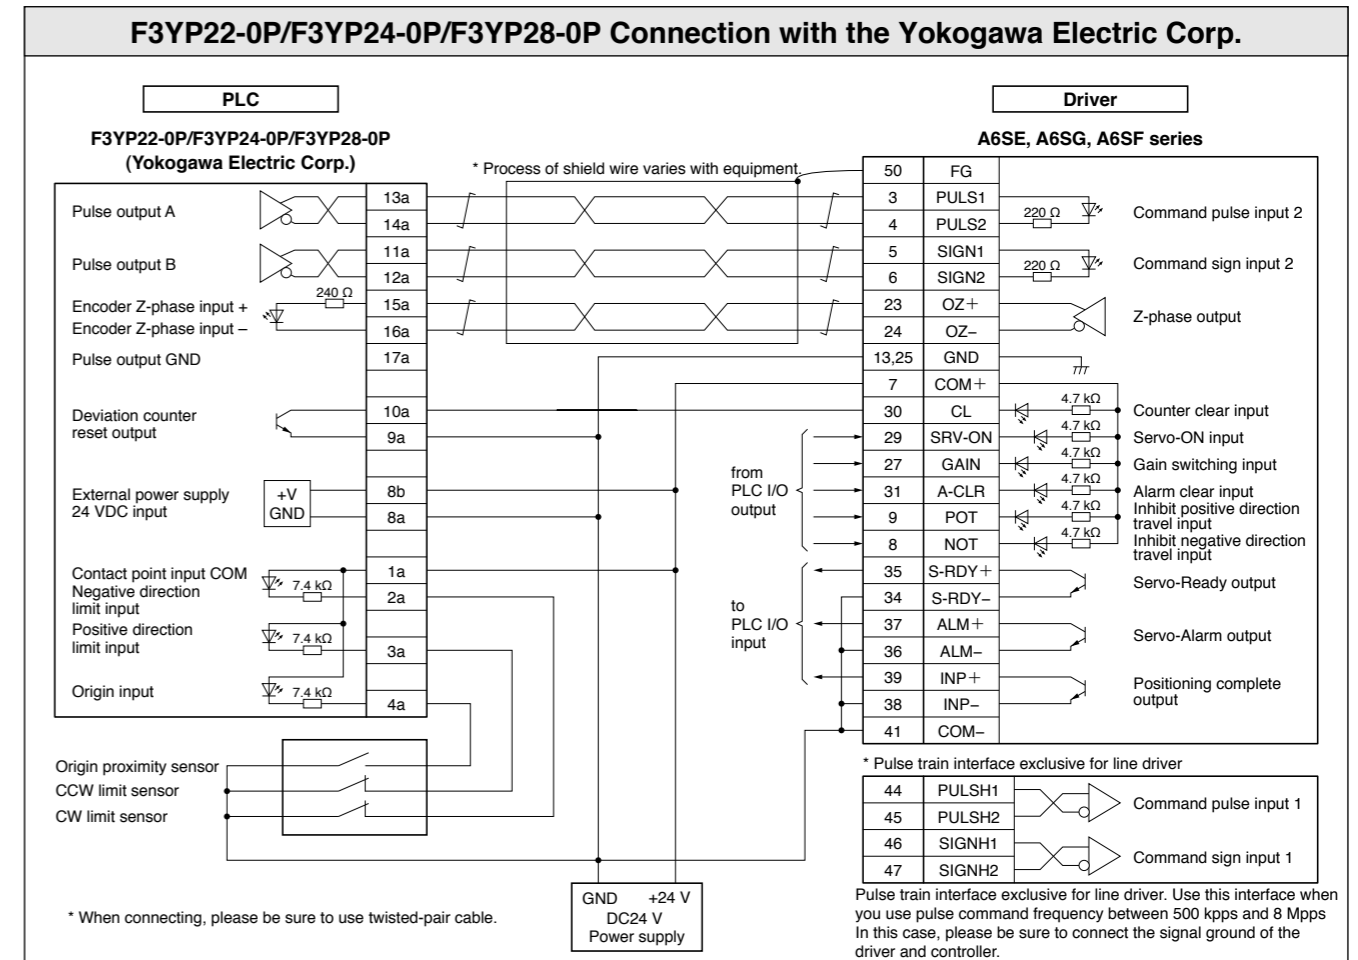 F3YP22-0P/F3YP24-0P/F3YP28-0P Connection with the Yokogawa Electric Corp.
PLC
Driver
F3YP22-0P/F3YP24-0P/F3YP28-0P
(Yokogawa Electric Corp.)
A6SE, A6SG, A6SF series
* Process of shield wire varies with equipment.
Pulse output A
13a
14a
Pulse output B
11a
12a
Encoder Z-phase input +
240 Ω
15a
Encoder Z-phase input –
16a
Pulse output GND
17a
Deviation counter
reset output
10a
9a
External power supply
24 VDC input
+V
GND
8b
8a
Contact point input COM
1a
Negative direction
limit input
7.4 kΩ
2a
Positive direction
limit input
7.4 kΩ
3a
Origin input
7.4 kΩ
4a
Origin proximity sensor
CCW limit sensor
CW limit sensor
* When connecting, please be sure to use twisted-pair cable.
GND +24 V
DC24 V
Power supply
from
PLC I/O
output
to
PLC I/O
input
50 FG
3 PULS1
4 PULS2
220 Ω
Command pulse input 2
5 SIGN1
6 SIGN2
220 Ω
Command sign input 2
23 OZ+
24 OZ–
Z-phase output
13,25 GND
7 COM+
30 CL
4.7 kΩ
Counter clear input
29 SRV-ON
4.7 kΩ
Servo-ON input
27 GAIN
4.7 kΩ
Gain switching input
31 A-CLR
4.7 kΩ
Alarm clear input
9 POT
4.7 kΩ
Inhibit positive direction
travel input
8 NOT
4.7 kΩ
Inhibit negative direction
travel input
35 S-RDY+
34 S-RDY–
Servo-Ready output
37 ALM+
36 ALM–
Servo-Alarm output
39 INP+
38 INP–
Positioning complete
output
41 COM–
* Pulse train interface exclusive for line driver
44 PULSH1
45 PULSH2
Command pulse input 1
46 SIGNH1
47 SIGNH2
Command sign input 1
Pulse train interface exclusive for line driver. Use this interface when
you use pulse command frequency between 500 kpps and 8 Mpps
In this case, please be sure to connect the signal ground of the
driver and controller.